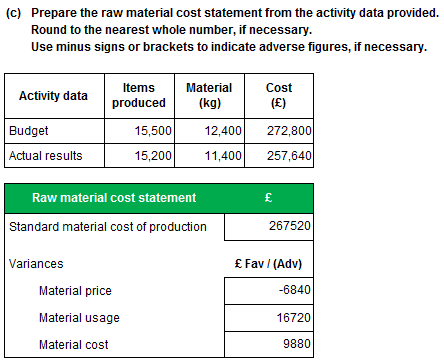 (c) Prepare the raw material cost statement from the activity data provided.
Round to the nearest whole number, if necessary.
Use minus signs or brackets to indicate adverse figures, if necessary.
Activity data Items produced Material (kg) Cost (£)
Budget 15,500 12,400 272,800
Actual results 15,200 11,400 257,640
Raw material cost statement £
Standard material cost of production 267520
Variances £ Fav / (Adv)
Material price -6840
Material usage 16720
Material cost 9880